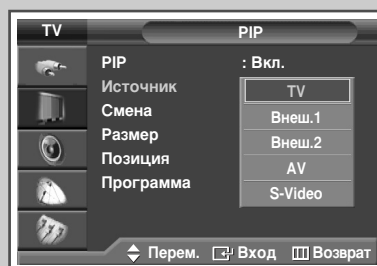 TV PIP
PIP : Вкл.
Источник TV
Смена Внеш.1
Размер Внеш.2
Позиция AV
Программа S-Video
Перем. Вход Возврат